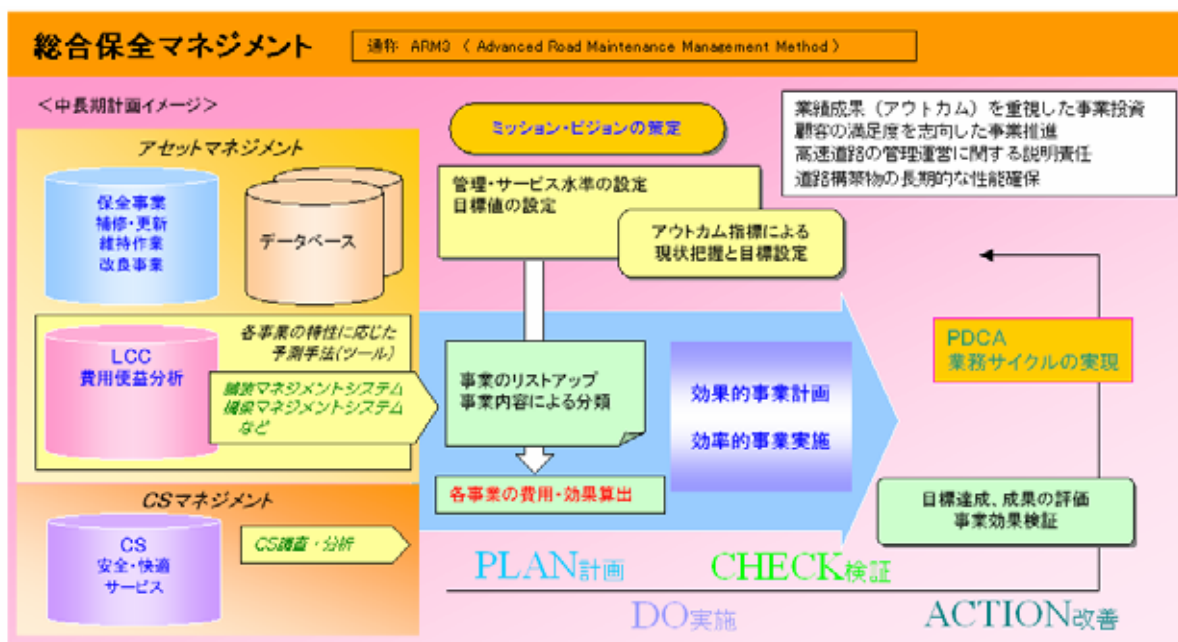 総合保全マネジメント
通称 ARM3 ( Advanced Road Maintenance Management Method )
<中長期計画イメージ>
アセットマネジメント
保全事業
補修・更新
維持作業
改良事業
データベース
各事業の特性に応じた
予測手法(ツール)
LCC
費用便益分析
舗装マネジメントシステム
橋梁マネジメントシステム
など
CSマネジメント
CS
安全・快適
サービス
CS調査・分析
ミッション・ビジョンの策定
管理・サービス水準の設定
目標値の設定
アウトカム指標による
現状把握と目標設定
事業のリストアップ
事業内容による分類
各事業の費用・効果算出
効果的事業計画
効率的事業実施
業績成果(アウトカム)を重視した事業投資
顧客の満足度を志向した事業推進
高速道路の管理運営に関する説明責任
道路構築物の長期的な性能確保
PDCA
業務サイクルの実現
目標達成、成果の評価
事業効果検証
PLAN計画
CHECK検証
DO実施
ACTION改善